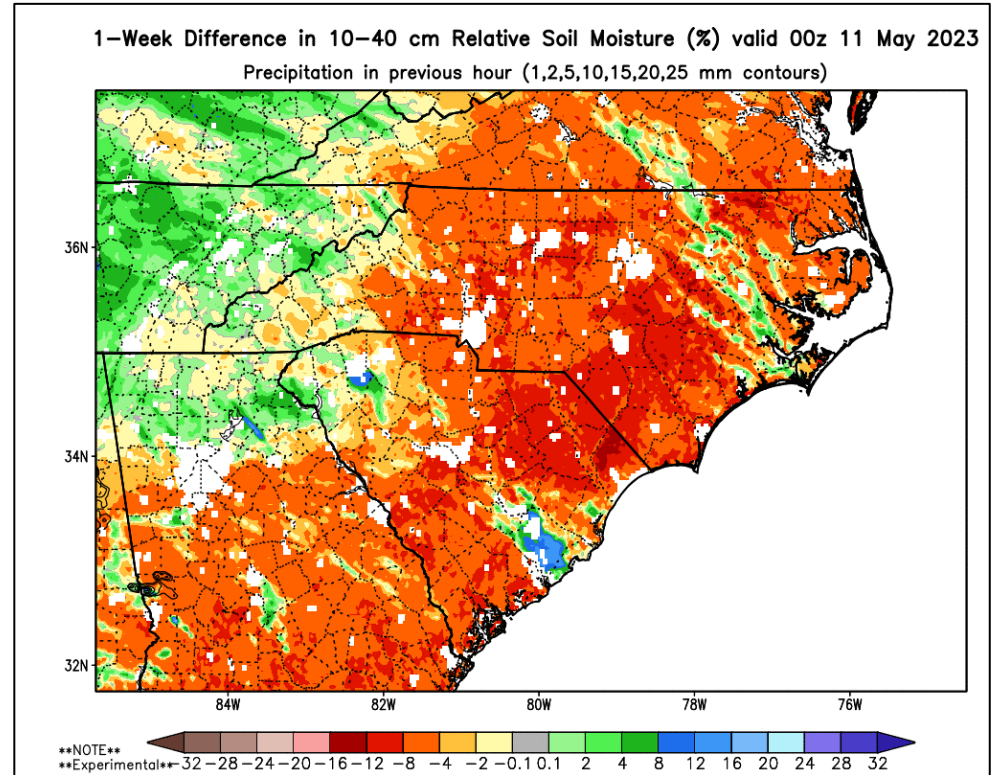 1-Week Difference in 10-40 cm Relative Soil Moisture (%) valid 00z 11 May 2023
Precipitation in previous hour (1,2,5,10,15,20,25 mm contours)
36N
34N
32N
84W 82W 80W 78W 76W
**NOTE**
**Experimental** -32 -28 -24 -20 -16 -12 -8 -4 -2 -0.1 0.1 2 4 8 12 16 20 24 28 32